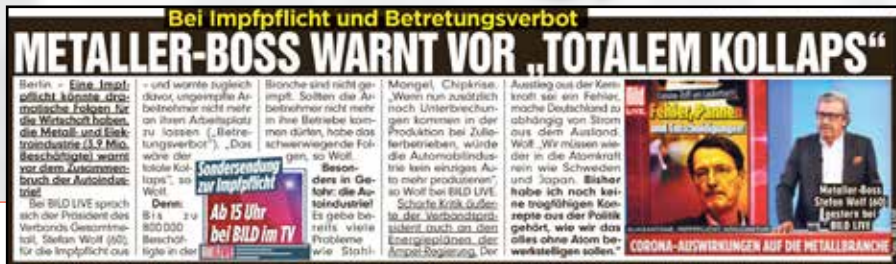 Bei Impfpflicht und Betretungsverbot
METALLER-BOSS WARNT VOR „TOTALEM KOLLAPS“
Berlin – Eine Impf-
pflicht könnte dra-
matische Folgen für
die Wirtschaft haben,
die Metall- und Elek-
troindustrie (3,9 Mio.
Beschäftigte) warnt
vor dem Zusammen-
bruch der Autoindus-
trie!
Bei BILD LIVE sprach
sich der Präsident des
Verbands Gesamtme-
tall, Stefan Wolf (60),
für die Impfpflicht aus
– und warnte zugleich
davor, ungeimpfte Ar-
beitnehmer nicht mehr
an ihren Arbeitsplatz
zu lassen („Betre-
tungsverbot“). „Das
wäre der
totale Kol-
laps“, so
Wolf.
Denn:
Bis zu
800 000
Beschäf-
tigte in der
Branche sind nicht ge-
impft. Sollten die Ar-
beitnehmer nicht mehr
in ihre Betriebe kom-
men dürfen, habe das
schwerwiegende Fol-
gen, so Wolf.
Beson-
ders in Ge-
fahr: die Au-
toindustrie!
Es gebe be-
reits viele
Probleme
wie Stahl-
Sondersendung
zur Impfpflicht
Ab 15 Uhr
bei BILD im TV
Mangel, Chipkrise.
„Wenn nun zusätzlich
noch Unterbrechun-
gen kommen in der
Produktion bei Zulie-
ferbetrieben, würde
die Automobilindus-
trie kein einziges Au-
to mehr produzieren“,
so Wolf bei BILD LIVE.
Scharfe Kritik äußer-
te der Verbandsprä-
sident auch an den
Energieplänen der
Ampel-Regierung. Der
Ausstieg aus der Kern-
kraft sei ein Fehler,
mache Deutschland zu
abhängig von Strom
aus dem Ausland.
Wolf: „Wir müssen wie-
der in die Atomkraft
rein wie Schweden
und Japan. Bisher
habe ich noch kei-
ne tragfähigen Kon-
zepte aus der Politik
gehört, wie wir das
alles ohne Atom be-
werkstelligen sollen.“
Bild
LIVE
Fehler, Pannen
und Entscheidungen!
Metaller-Boss
Stefan Wolf (60)
gestern bei
BILD LIVE
CORONA-AUSWIRKUNGEN AUF DIE METALLBRANCHE